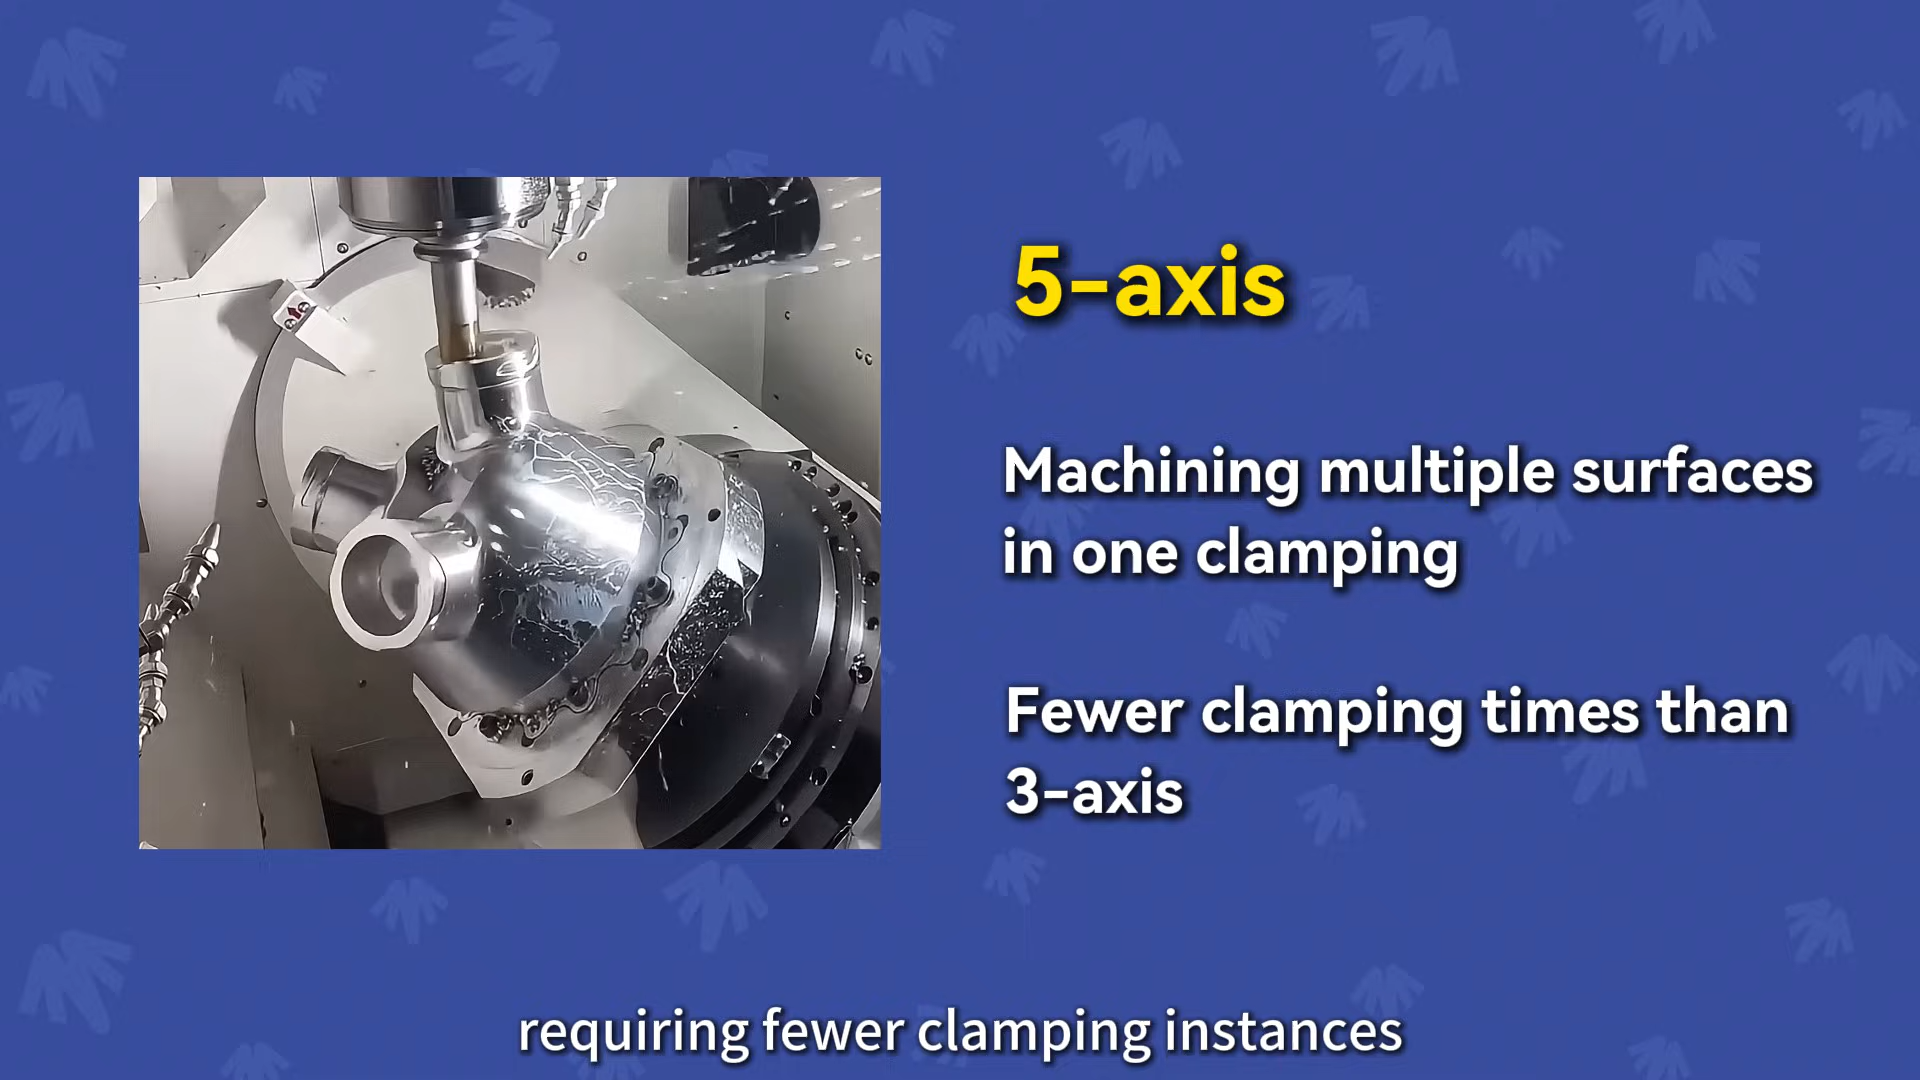 5-axis
Machining multiple surfaces
in one clamping
Fewer clamping times than
3-axis
requiring fewer clamping instances